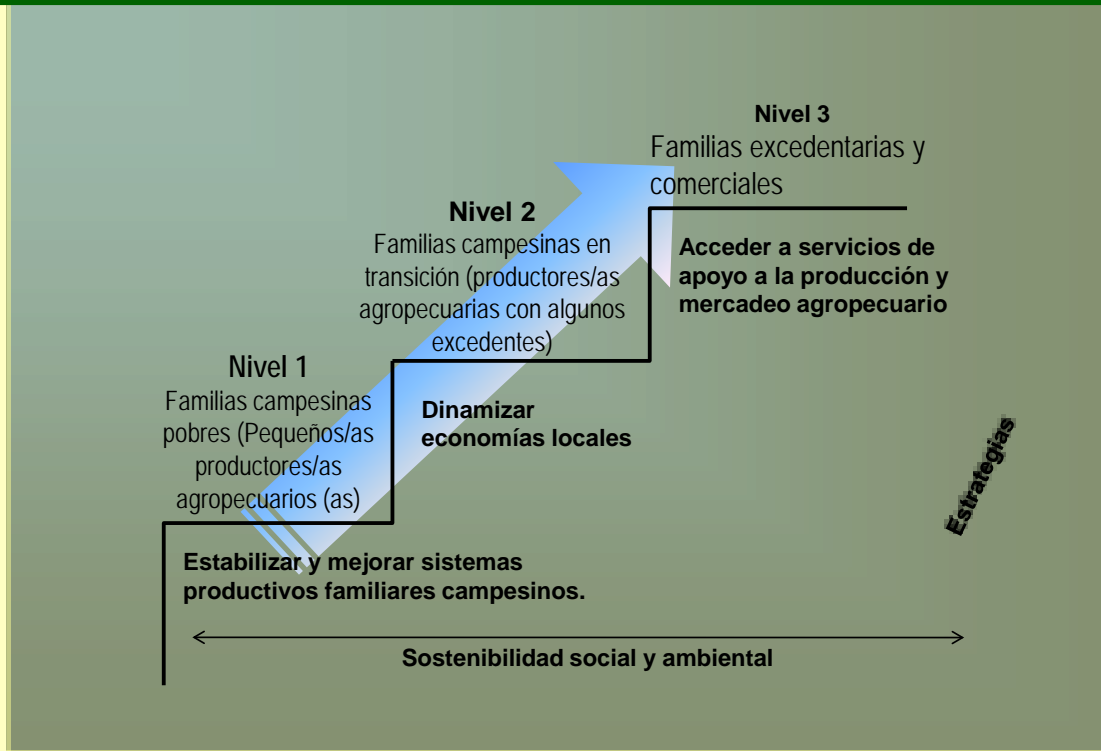 Nivel 3
Familias excedentarias y
comerciales
Acceder a servicios de
apoyo a la producción y
mercadeo agropecuario
Nivel 2
Familias campesinas en
transición (productores/as
agropecuarias con algunos
excedentes)
Dinamizar
economías locales
Nivel 1
Familias campesinas
pobres (Pequeños/as
productores/as
agropecuarios (as)
Estabilizar y mejorar sistemas
productivos familiares campesinos.
Estrategias
Sostenibilidad social y ambiental